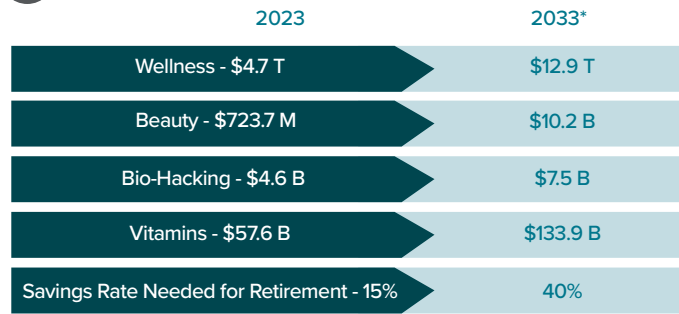 2023 2033*
Wellness - $4.7 T $12.9 T
Beauty - $723.7 M $10.2 B
Bio-Hacking - $4.6 B $7.5 B
Vitamins - $57.6 B $133.9 B
Savings Rate Needed for Retirement - 15% 40%